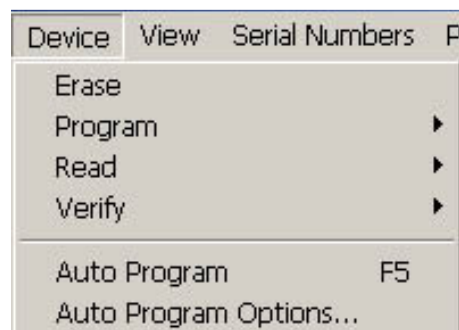 Device View Serial Numbers P
Erase
Program
Read
Verify
Auto Program F5
Auto Program Options...